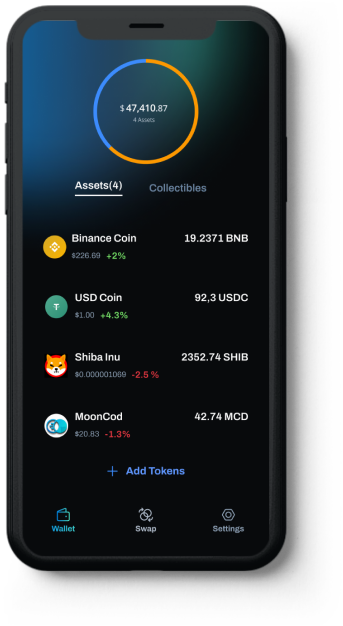 $ 47,410.87
4 Assets
Assets(4) Collectibles
Binance Coin 19.2371 BNB
$226.69 +2%
USD Coin 92,3 USDC
$1.00 +4.3%
Shiba Inu 2352.74 SHIB
$0.000001069 -2.5 %
MoonCod 42.74 MCD
$20.83 -1.3%
+ Add Tokens
Wallet Swap Settings